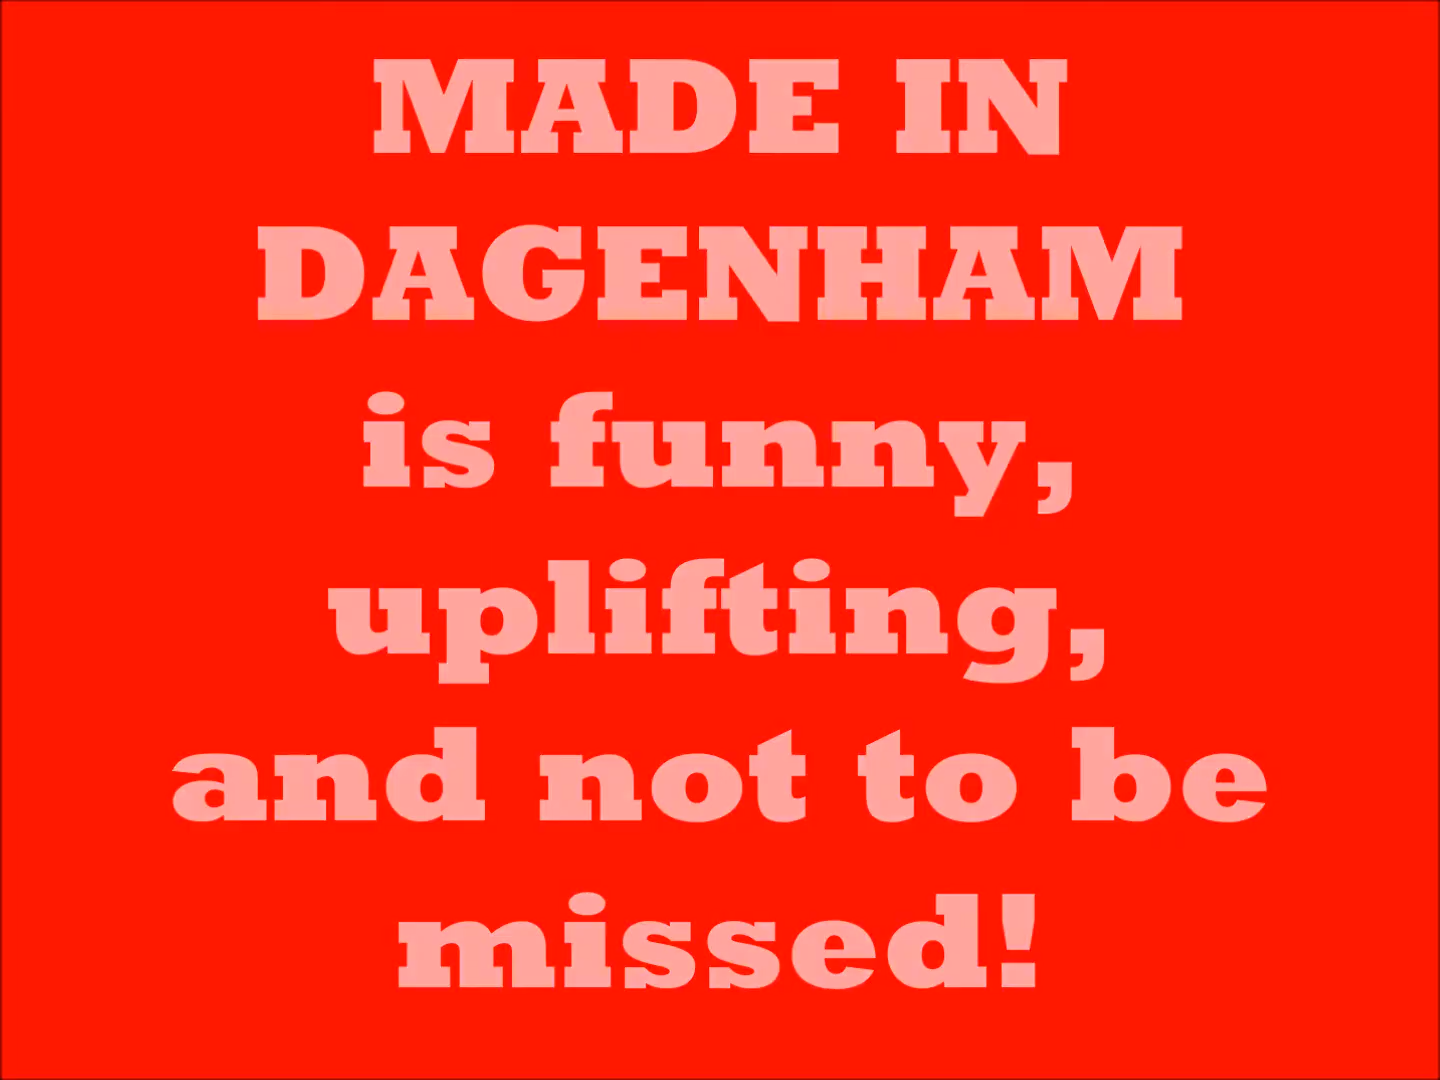 MADE IN
DAGENHAM
is funny,
uplifting,
and not to be
missed!